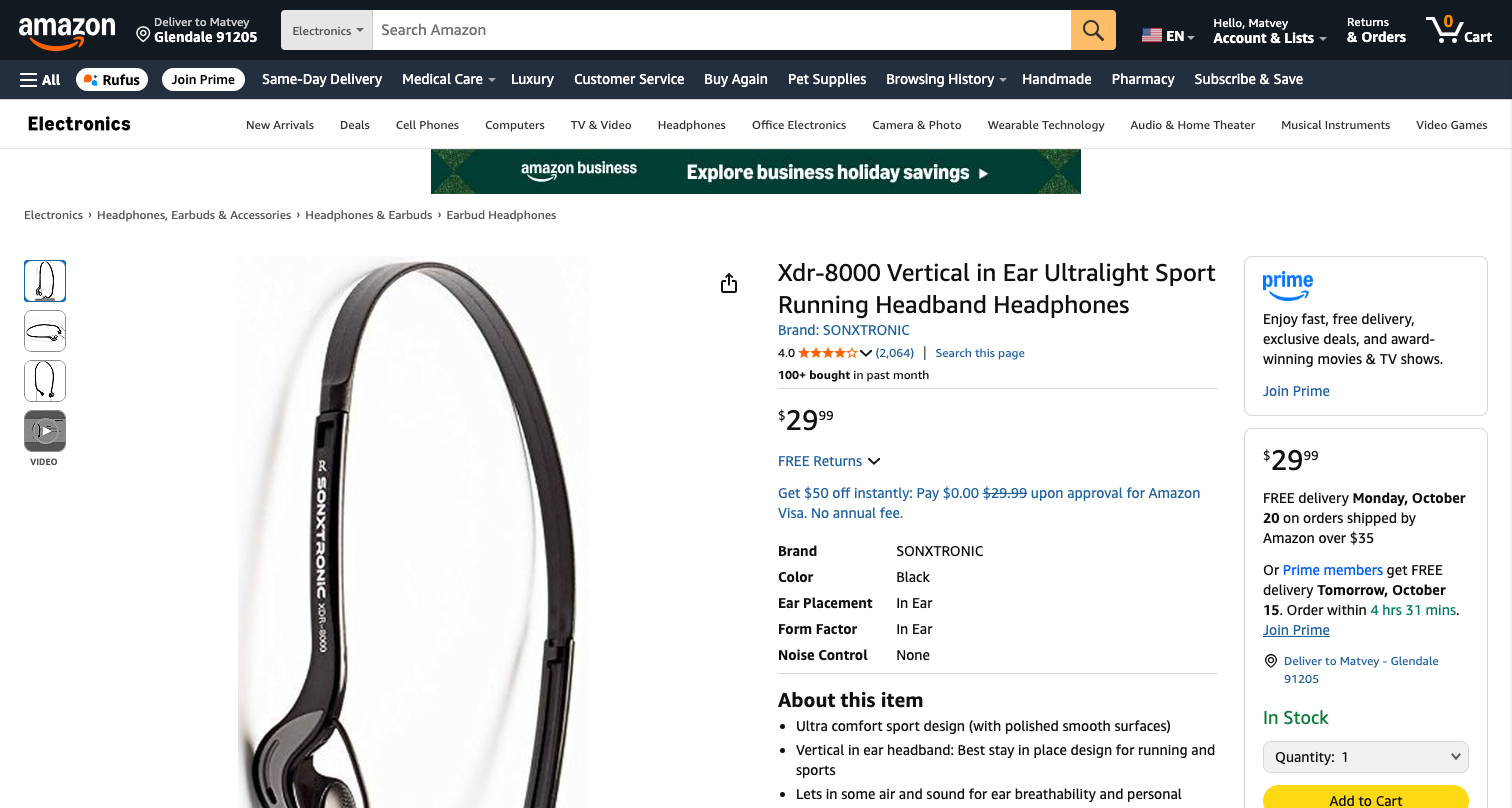 amazon
Deliver to Matvey
Glendale 91205
Electronics
Search Amazon
EN
Hello, Matvey
Account & Lists
Returns
& Orders
0
Cart
All
Rufus
Join Prime
Same-Day Delivery
Medical Care
Luxury
Customer Service
Buy Again
Pet Supplies
Browsing History
Handmade
Pharmacy
Subscribe & Save
Electronics
New Arrivals
Deals
Cell Phones
Computers
TV & Video
Headphones
Office Electronics
Camera & Photo
Wearable Technology
Audio & Home Theater
Musical Instruments
Video Games
amazon business
Explore business holiday savings ▸
Electronics › Headphones, Earbuds & Accessories › Headphones & Earbuds › Earbud Headphones
VIDEO
R SONXTRONIC XDR-8000
Xdr-8000 Vertical in Ear Ultralight Sport
Running Headband Headphones
Brand: SONXTRONIC
4.0 (2,064) | Search this page
100+ bought in past month
$29.99
FREE Returns
Get $50 off instantly: Pay $0.00 $29.99 upon approval for Amazon
Visa. No annual fee.
Brand SONXTRONIC
Color Black
Ear Placement In Ear
Form Factor In Ear
Noise Control None
About this item
• Ultra comfort sport design (with polished smooth surfaces)
• Vertical in ear headband: Best stay in place design for running and
sports
• Lets in some air and sound for ear breathability and personal
prime
Enjoy fast, free delivery,
exclusive deals, and award-
winning movies & TV shows.
Join Prime
$29.99
FREE delivery Monday, October
20 on orders shipped by
Amazon over $35
Or Prime members get FREE
delivery Tomorrow, October
15. Order within 4 hrs 31 mins.
Join Prime
Deliver to Matvey - Glendale
91205
In Stock
Quantity: 1
Add to Cart